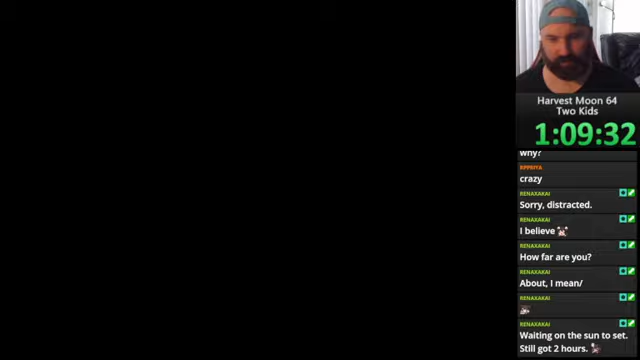 Harvest Moon 64
Two Kids
1:09:32
why?
EPPRIYA
crazy
RENAXAKAI
Sorry, distracted.
RENAXAKAI
I believe
RENAXAKAI
How far are you?
RENAXAKAI
About, I mean/
RENAXAKAI
RENAXAKAI
Waiting on the sun to set.
Still got 2 hours.